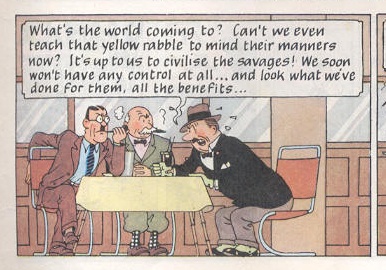 What's the world coming to? Can't we even
teach that yellow rabble to mind their manners
now? It's up to us to civilise the savages! We soon
won't have any control at all... and look what we've
done for them, all the benefits...